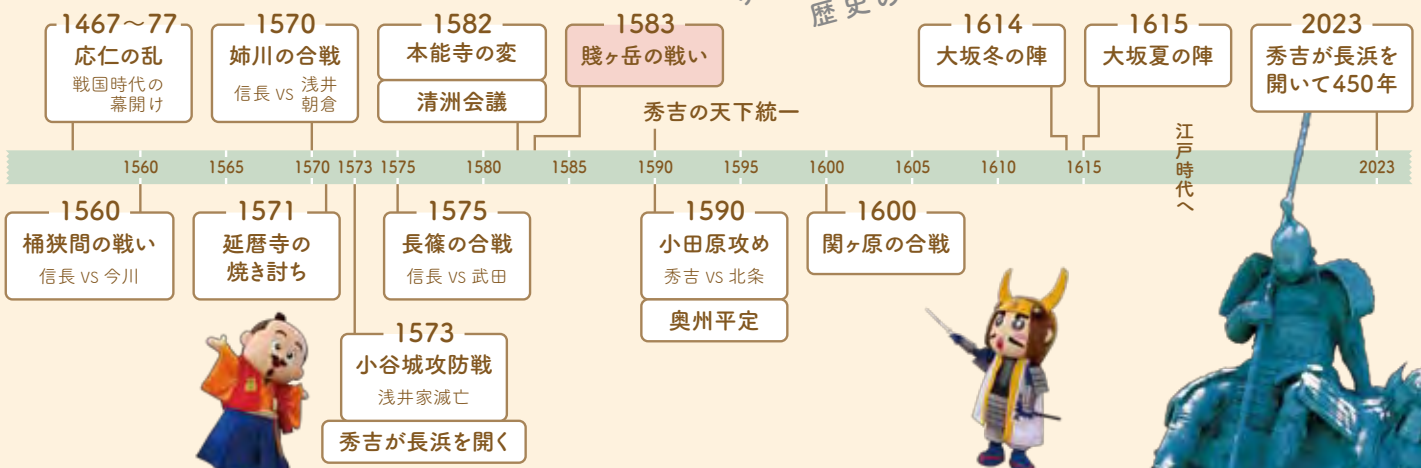 歴史の
1467〜77
応仁の乱
戦国時代の
幕開け
1570
姉川の合戦
信長 VS 浅井
朝倉
1582
本能寺の変
清洲会議
1583
賤ヶ岳の戦い
秀吉の天下統一
1614
大坂冬の陣
1615
大坂夏の陣
2023
秀吉が長浜を
開いて450年
江戸時代へ
1560 1565 1570 1573 1575 1580 1585 1590 1595 1600 1605 1610 1615 2023
1560
桶狭間の戦い
信長 VS 今川
1571
延暦寺の
焼き討ち
1573
小谷城攻防戦
浅井家滅亡
秀吉が長浜を開く
1575
長篠の合戦
信長 VS 武田
1590
小田原攻め
秀吉 VS 北条
奥州平定
1600
関ヶ原の合戦